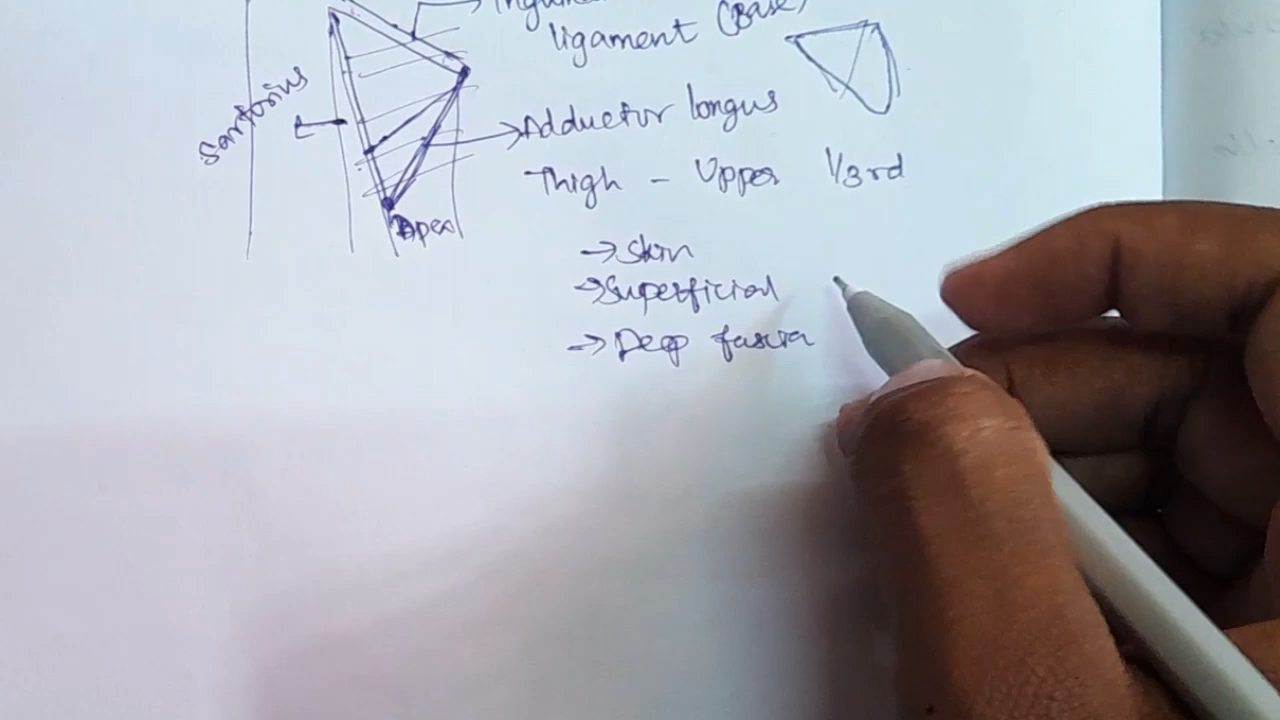 ligament (Base)
Sartorius
Adductor longus
Thigh - Upper 1/3rd
Apex
→ Skin
→ Superficial
→ Deep fascia